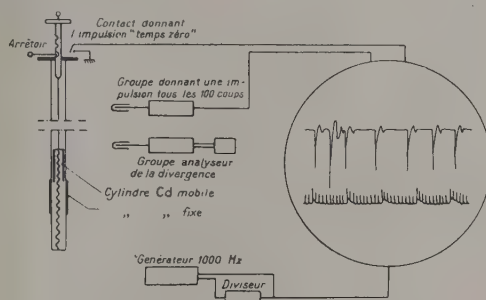 Contact donnant
l'impulsion "temps zéro"
Arrêtoir
Groupe donnant une im-
pulsion tous les 100 coups
Groupe analyseur
de la divergence
Cylindre Cd mobile
„ „ fixe
Générateur 1000 Hz
Diviseur